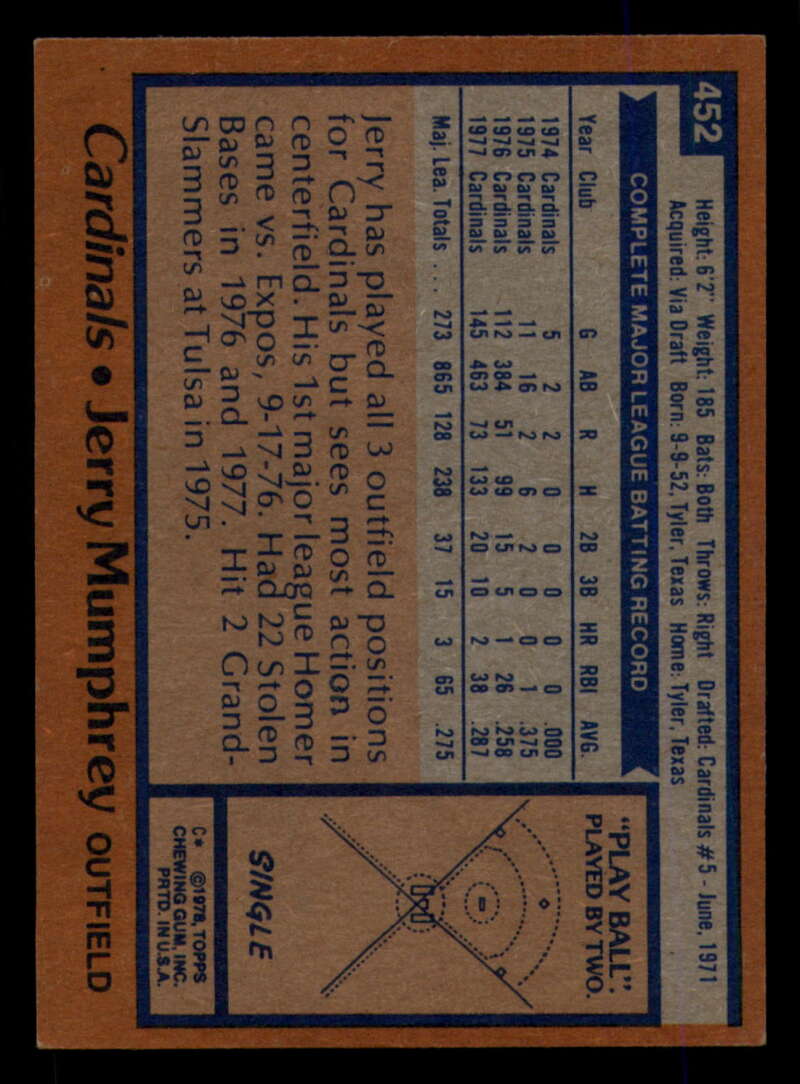 452
Height: 6'2" Weight: 185 Bats: Both Throws: Right Drafted: Cardinals #5 - June, 1971
Acquired: Via Draft Born: 9-9-52, Tyler, Texas Home: Tyler, Texas
COMPLETE MAJOR LEAGUE BATTING RECORD
Year Club G AB R H 2B 3B HR RBI AVG.
1974 Cardinals 5 2 2 0 0 0 0 0 .000
1975 Cardinals 11 16 2 6 2 0 0 1 .375
1976 Cardinals 112 384 51 99 15 5 1 26 .258
1977 Cardinals 145 463 73 133 20 10 2 38 .287
Maj. Lea. Totals ... 273 865 128 238 37 15 3 65 .275
Jerry has played all 3 outfield positions
for Cardinals but sees most action in
centerfield. His 1st major league Homer
came vs. Expos, 9-17-76. Had 22 Stolen
Bases in 1976 and 1977. Hit 2 Grand-
Slammers at Tulsa in 1975.
"PLAY BALL":
PLAYED BY TWO.
SINGLE
C* ©1978, TOPPS
CHEWING GUM, INC.
PRTD. IN U.S.A.
Cardinals • Jerry Mumphrey OUTFIELD